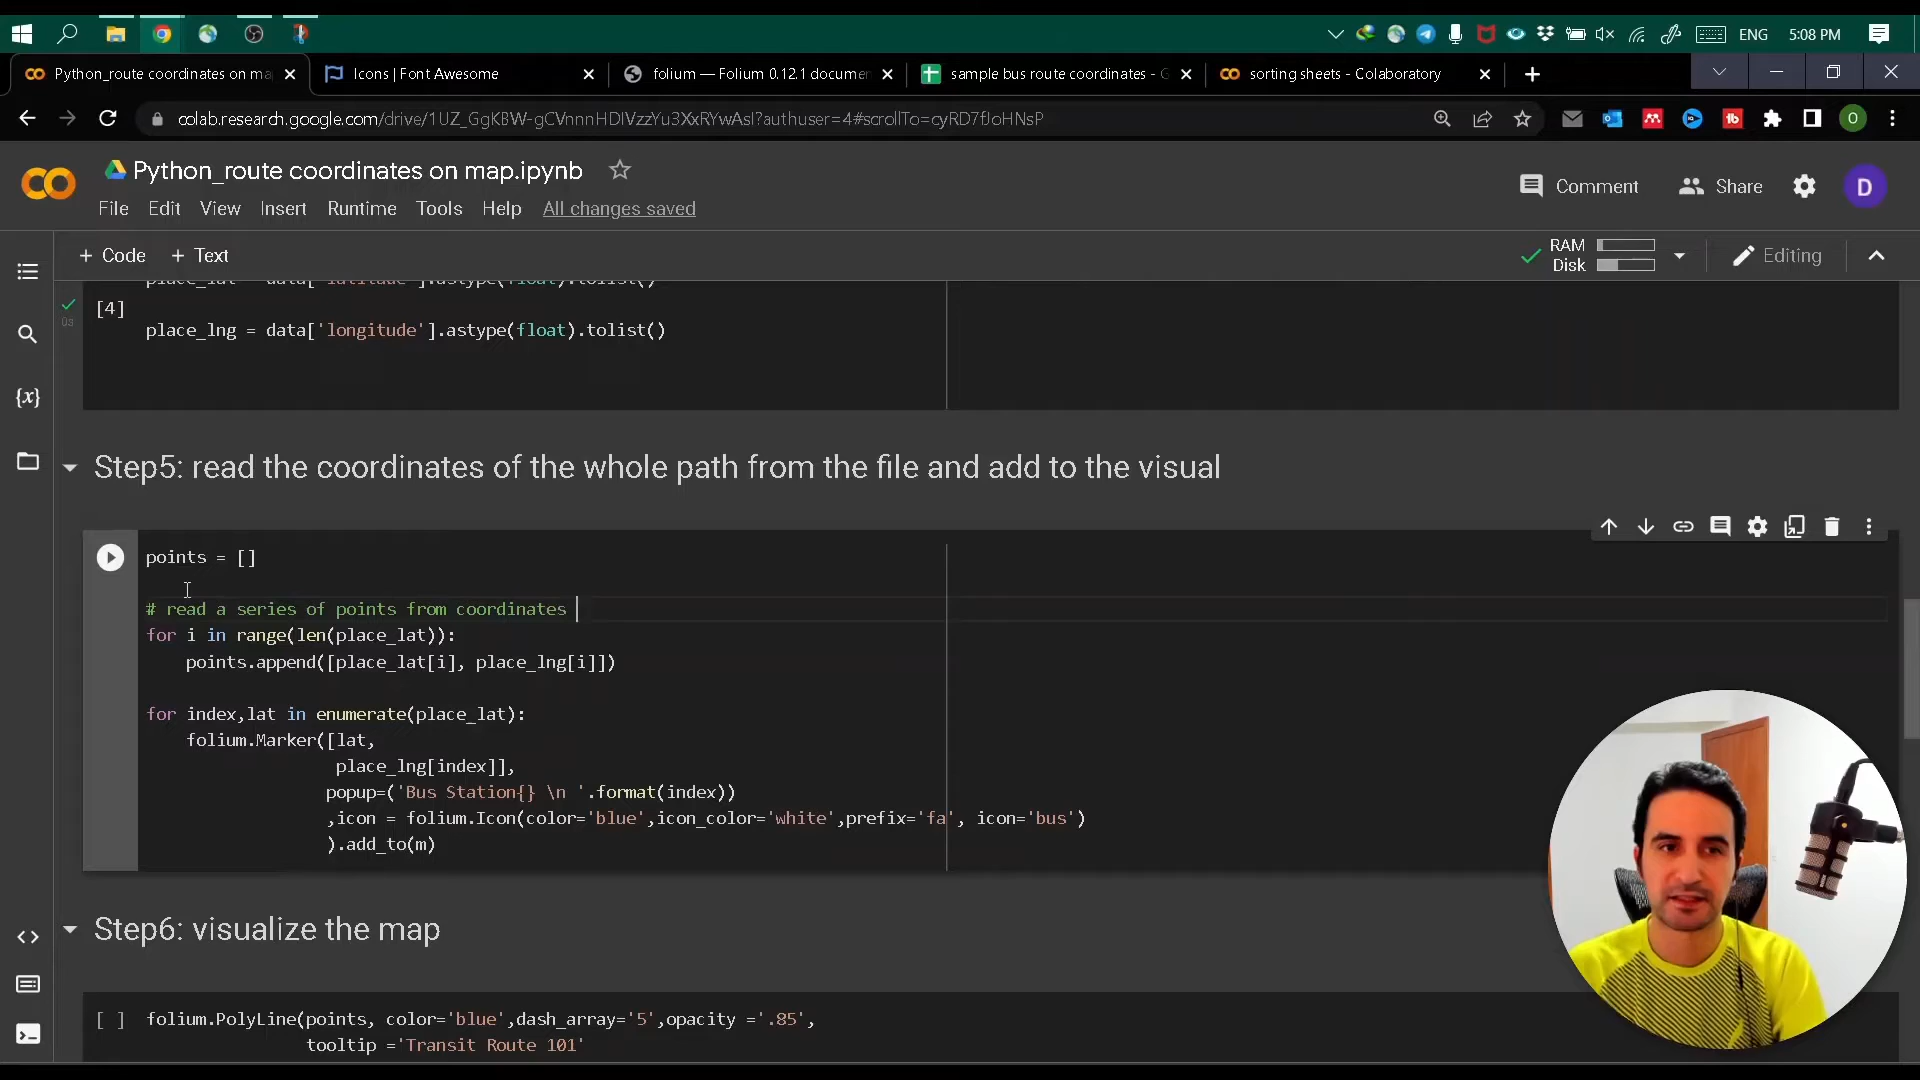 ENG 5:08 PM
Python_route coordinates on ma
Icons | Font Awesome
folium — Folium 0.12.1 documen
sample bus route coordinates - G
sorting sheets - Colaboratory
colab.research.google.com/drive/1UZ_GgKBW-gCVnnnHDIVzzYu3XxRYwAsI?authuser=4#scrollTo=cyRD7fJoHNsP
Python_route coordinates on map.ipynb
Comment
Share
D
File Edit View Insert Runtime Tools Help All changes saved
+ Code + Text
RAM
Disk
Editing
place_lat = data['latitude'].astype(float).tolist()
[4]
place_lng = data['longitude'].astype(float).tolist()
Step5: read the coordinates of the whole path from the file and add to the visual
points = []
# read a series of points from coordinates
for i in range(len(place_lat)):
points.append([place_lat[i], place_lng[i]])
for index,lat in enumerate(place_lat):
folium.Marker([lat,
place_lng[index]],
popup=('Bus Station{} \n '.format(index))
,icon = folium.Icon(color='blue',icon_color='white',prefix='fa', icon='bus')
).add_to(m)
Step6: visualize the map
[ ] folium.PolyLine(points, color='blue',dash_array='5',opacity ='.85',
tooltip ='Transit Route 101'